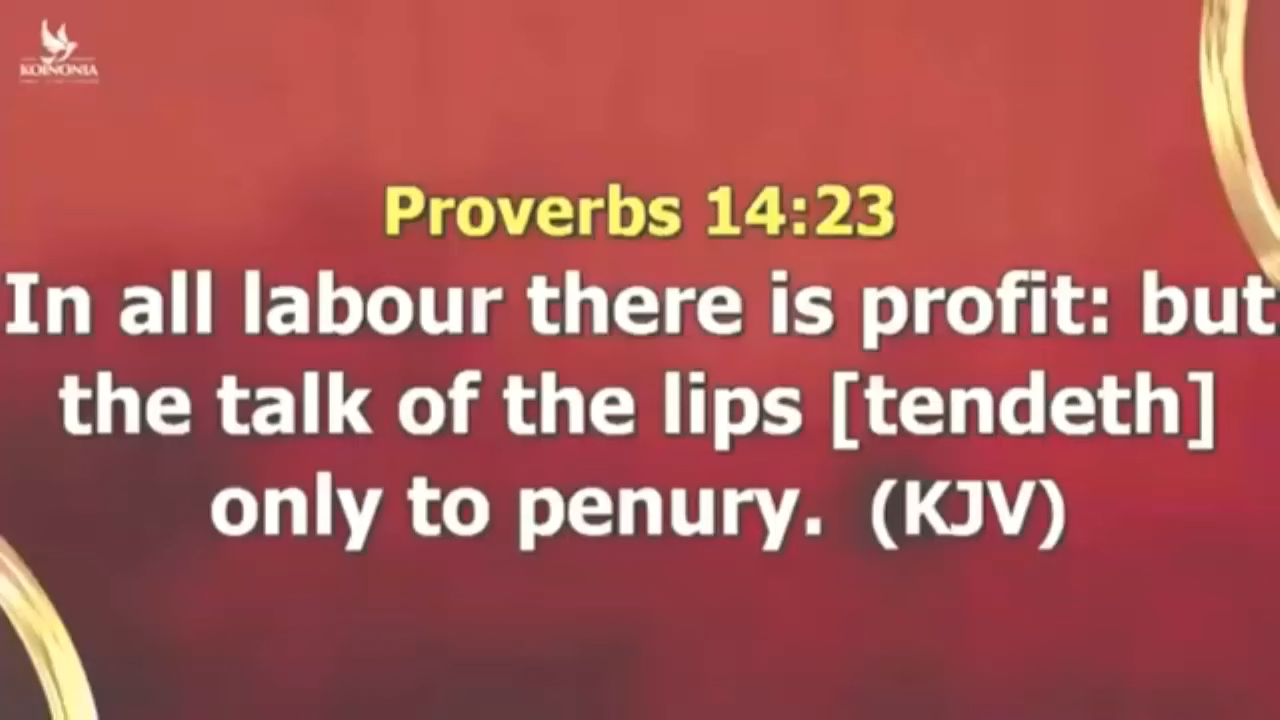 KOINONIA
Proverbs 14:23
In all labour there is profit: but
the talk of the lips [tendeth]
only to penury. (KJV)